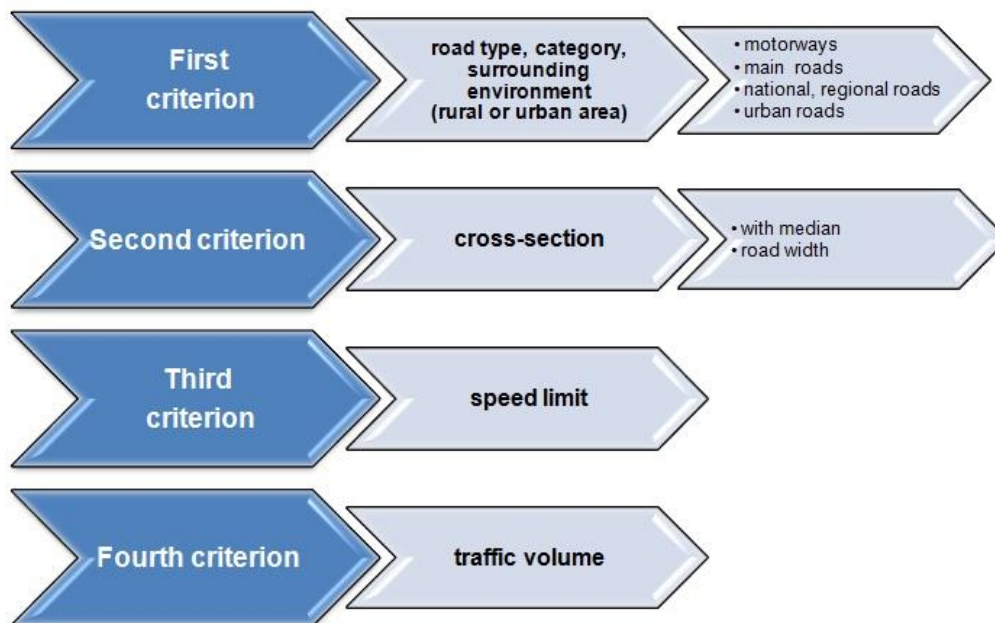 First
criterion
road type, category,
surrounding
environment
(rural or urban area)
• motorways
• main roads
• national, regional roads
• urban roads
Second criterion
cross-section
• with median
• road width
Third
criterion
speed limit
Fourth criterion
traffic volume